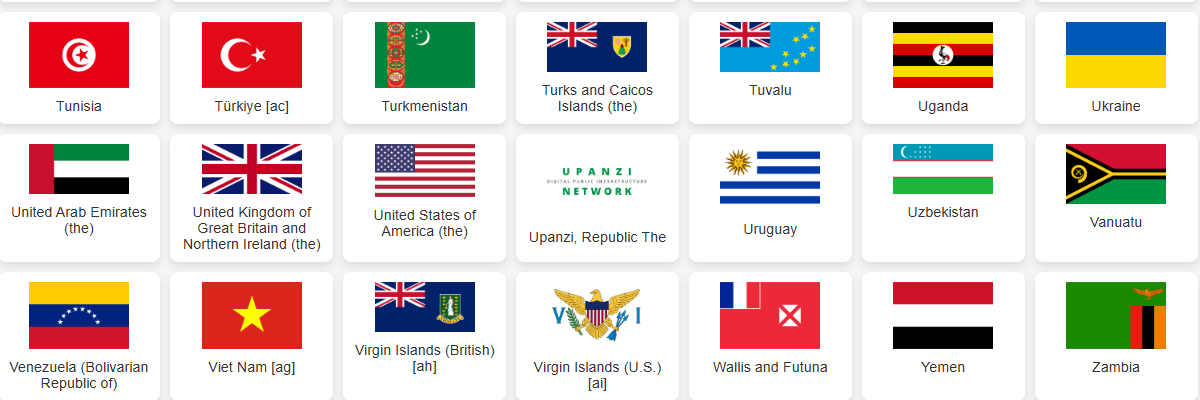 Tunisia
Türkiye [ac]
Turkmenistan
Turks and Caicos
Islands (the)
Tuvalu
Uganda
Ukraine
United Arab Emirates
(the)
United Kingdom of
Great Britain and
Northern Ireland (the)
United States of
America (the)
UPANZI
DIGITAL PUBLIC INFRASTRUCTURE
NETWORK
Upanzi, Republic The
Uruguay
Uzbekistan
Vanuatu
Venezuela (Bolivarian
Republic of)
Viet Nam [ag]
Virgin Islands (British)
[ah]
V I
Virgin Islands (U.S.)
[ai]
Wallis and Futuna
Yemen
Zambia